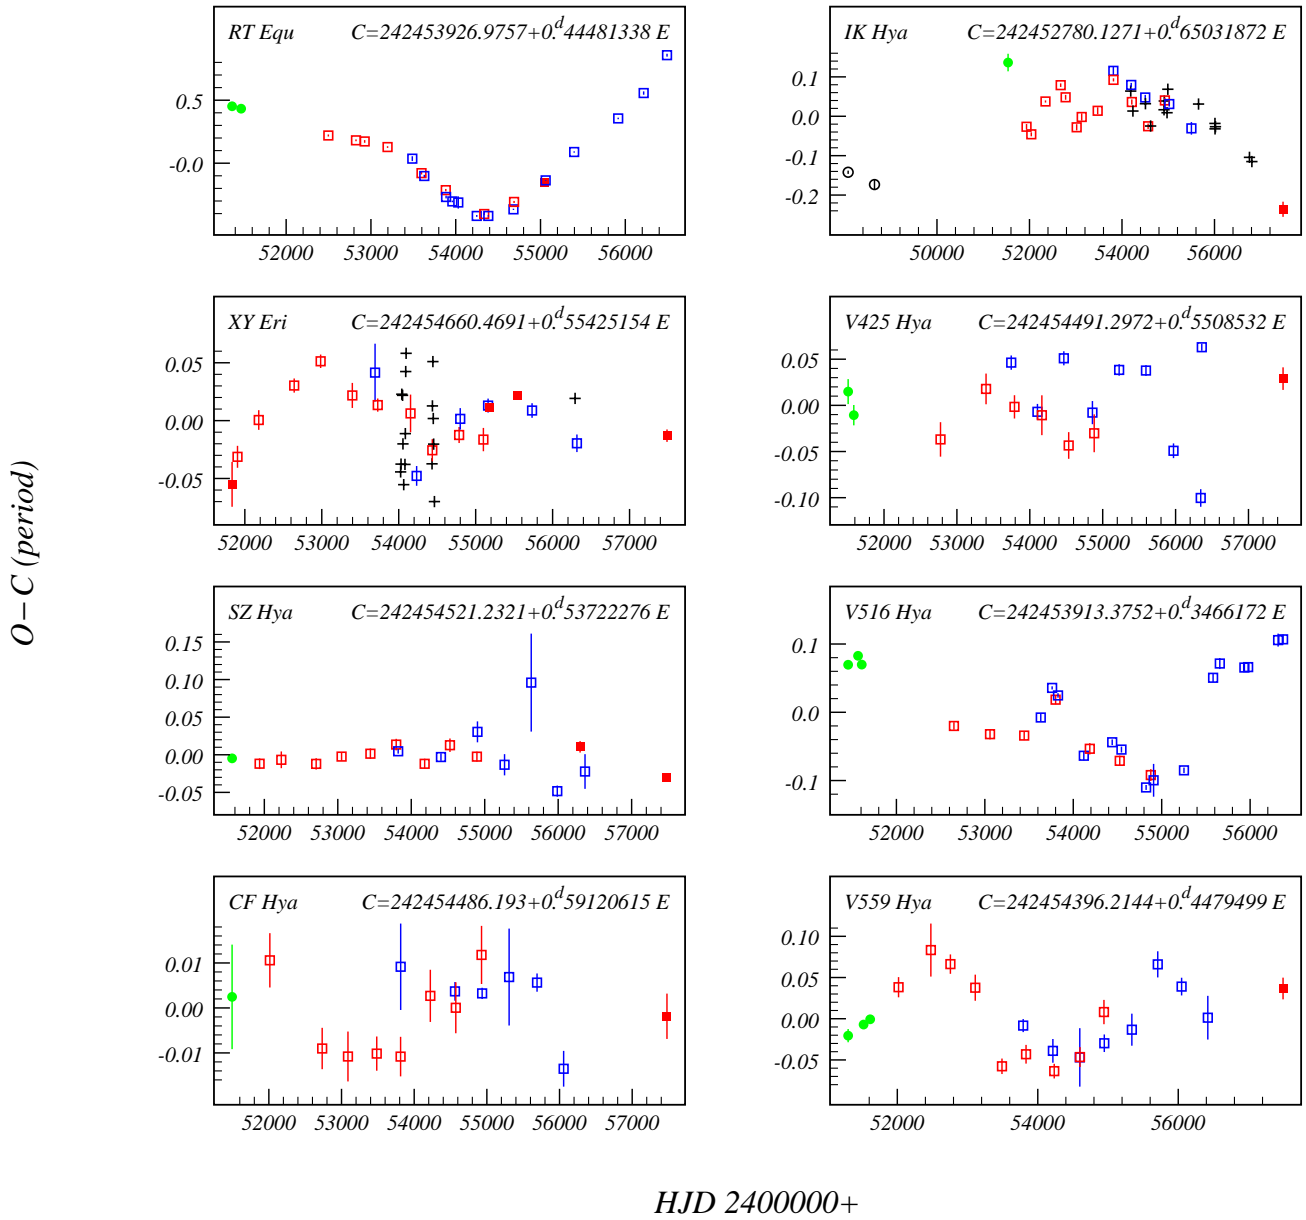 RT Equ C=242453926.9757+0.d44481338 E
0.5
-0.0
52000 53000 54000 55000 56000
IK Hya C=242452780.1271+0.d65031872 E
0.1
0.0
-0.1
-0.2
50000 52000 54000 56000
XY Eri C=242454660.4691+0.d55425154 E
0.05
0.00
-0.05
52000 53000 54000 55000 56000 57000
V425 Hya C=242454491.2972+0.d5508532 E
0.05
0.00
-0.05
-0.10
52000 53000 54000 55000 56000 57000
O−C (period)
SZ Hya C=242454521.2321+0.d53722276 E
0.15
0.10
0.05
0.00
-0.05
52000 53000 54000 55000 56000 57000
V516 Hya C=242453913.3752+0.d3466172 E
0.1
0.0
-0.1
52000 53000 54000 55000 56000
CF Hya C=242454486.193+0.d59120615 E
0.01
0.00
-0.01
52000 53000 54000 55000 56000 57000
V559 Hya C=242454396.2144+0.d4479499 E
0.10
0.05
0.00
-0.05
52000 54000 56000
HJD 2400000+